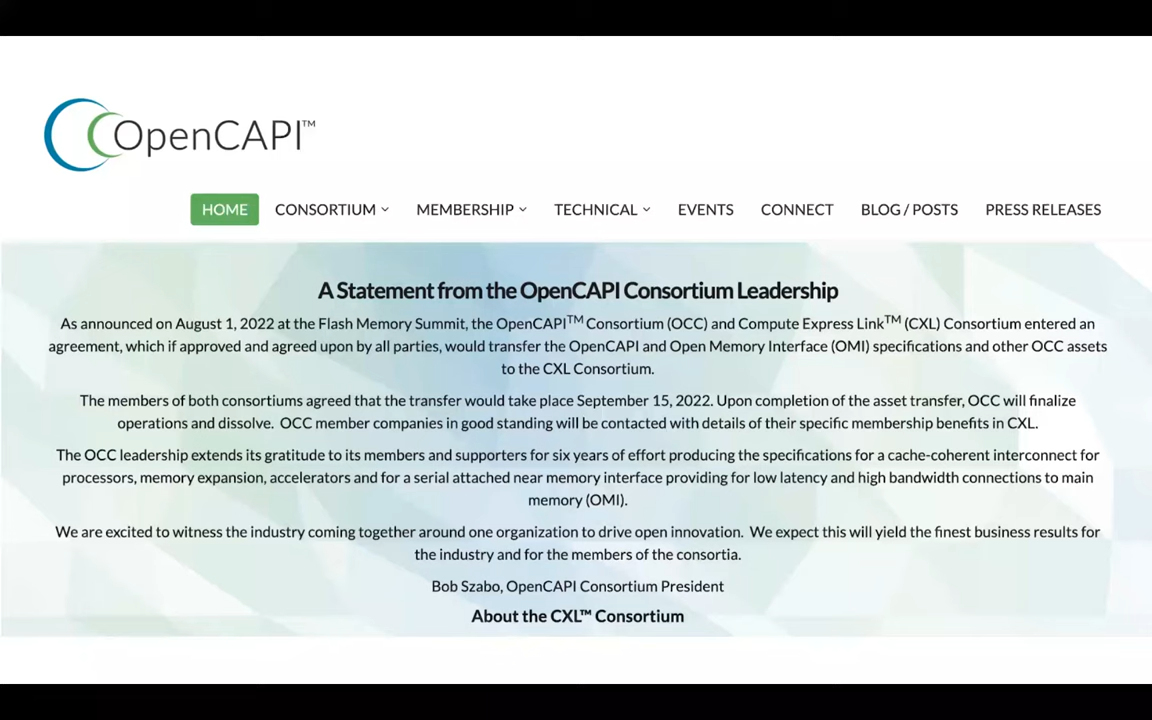 OpenCAPI™
HOME CONSORTIUM MEMBERSHIP TECHNICAL EVENTS CONNECT BLOG / POSTS PRESS RELEASES
A Statement from the OpenCAPI Consortium Leadership
As announced on August 1, 2022 at the Flash Memory Summit, the OpenCAPI™ Consortium (OCC) and Compute Express Link™ (CXL) Consortium entered an
agreement, which if approved and agreed upon by all parties, would transfer the OpenCAPI and Open Memory Interface (OMI) specifications and other OCC assets
to the CXL Consortium.
The members of both consortiums agreed that the transfer would take place September 15, 2022. Upon completion of the asset transfer, OCC will finalize
operations and dissolve. OCC member companies in good standing will be contacted with details of their specific membership benefits in CXL.
The OCC leadership extends its gratitude to its members and supporters for six years of effort producing the specifications for a cache-coherent interconnect for
processors, memory expansion, accelerators and for a serial attached near memory interface providing for low latency and high bandwidth connections to main
memory (OMI).
We are excited to witness the industry coming together around one organization to drive open innovation. We expect this will yield the finest business results for
the industry and for the members of the consortia.
Bob Szabo, OpenCAPI Consortium President
About the CXL™ Consortium